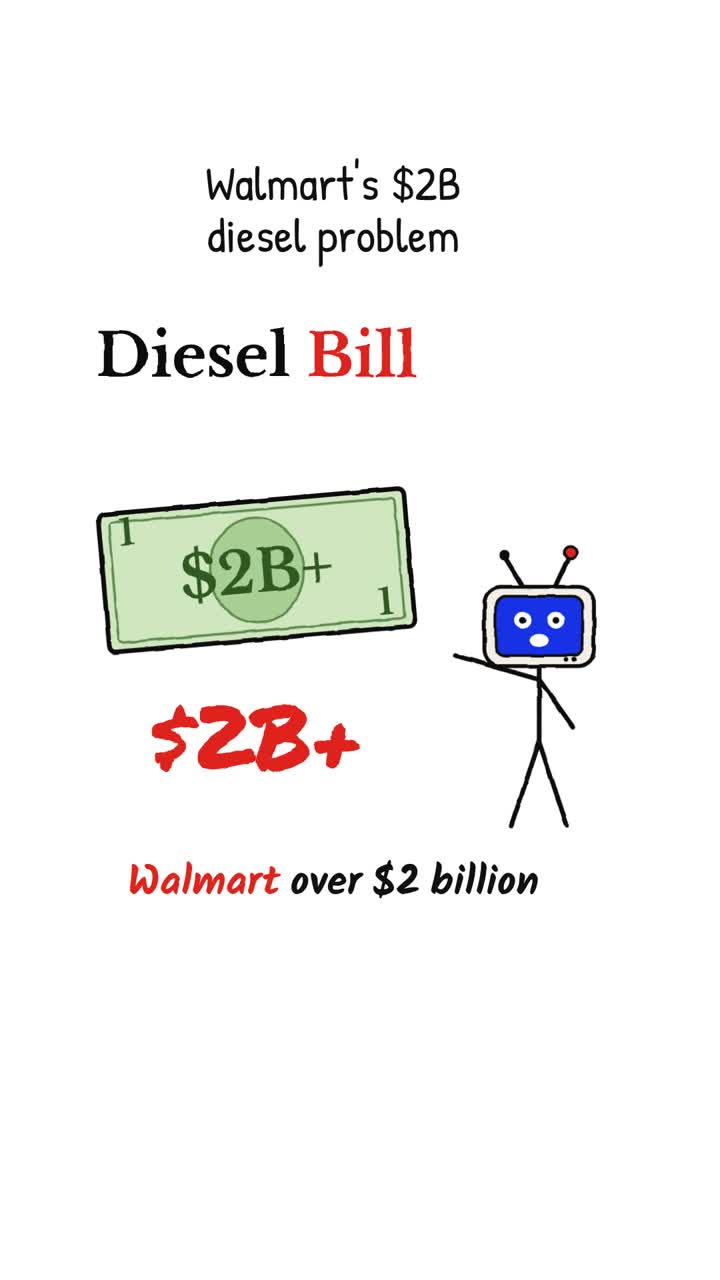 Walmart's $2B
diesel problem
Diesel Bill
1
$2B+
1
$2B+
Walmart over $2 billion